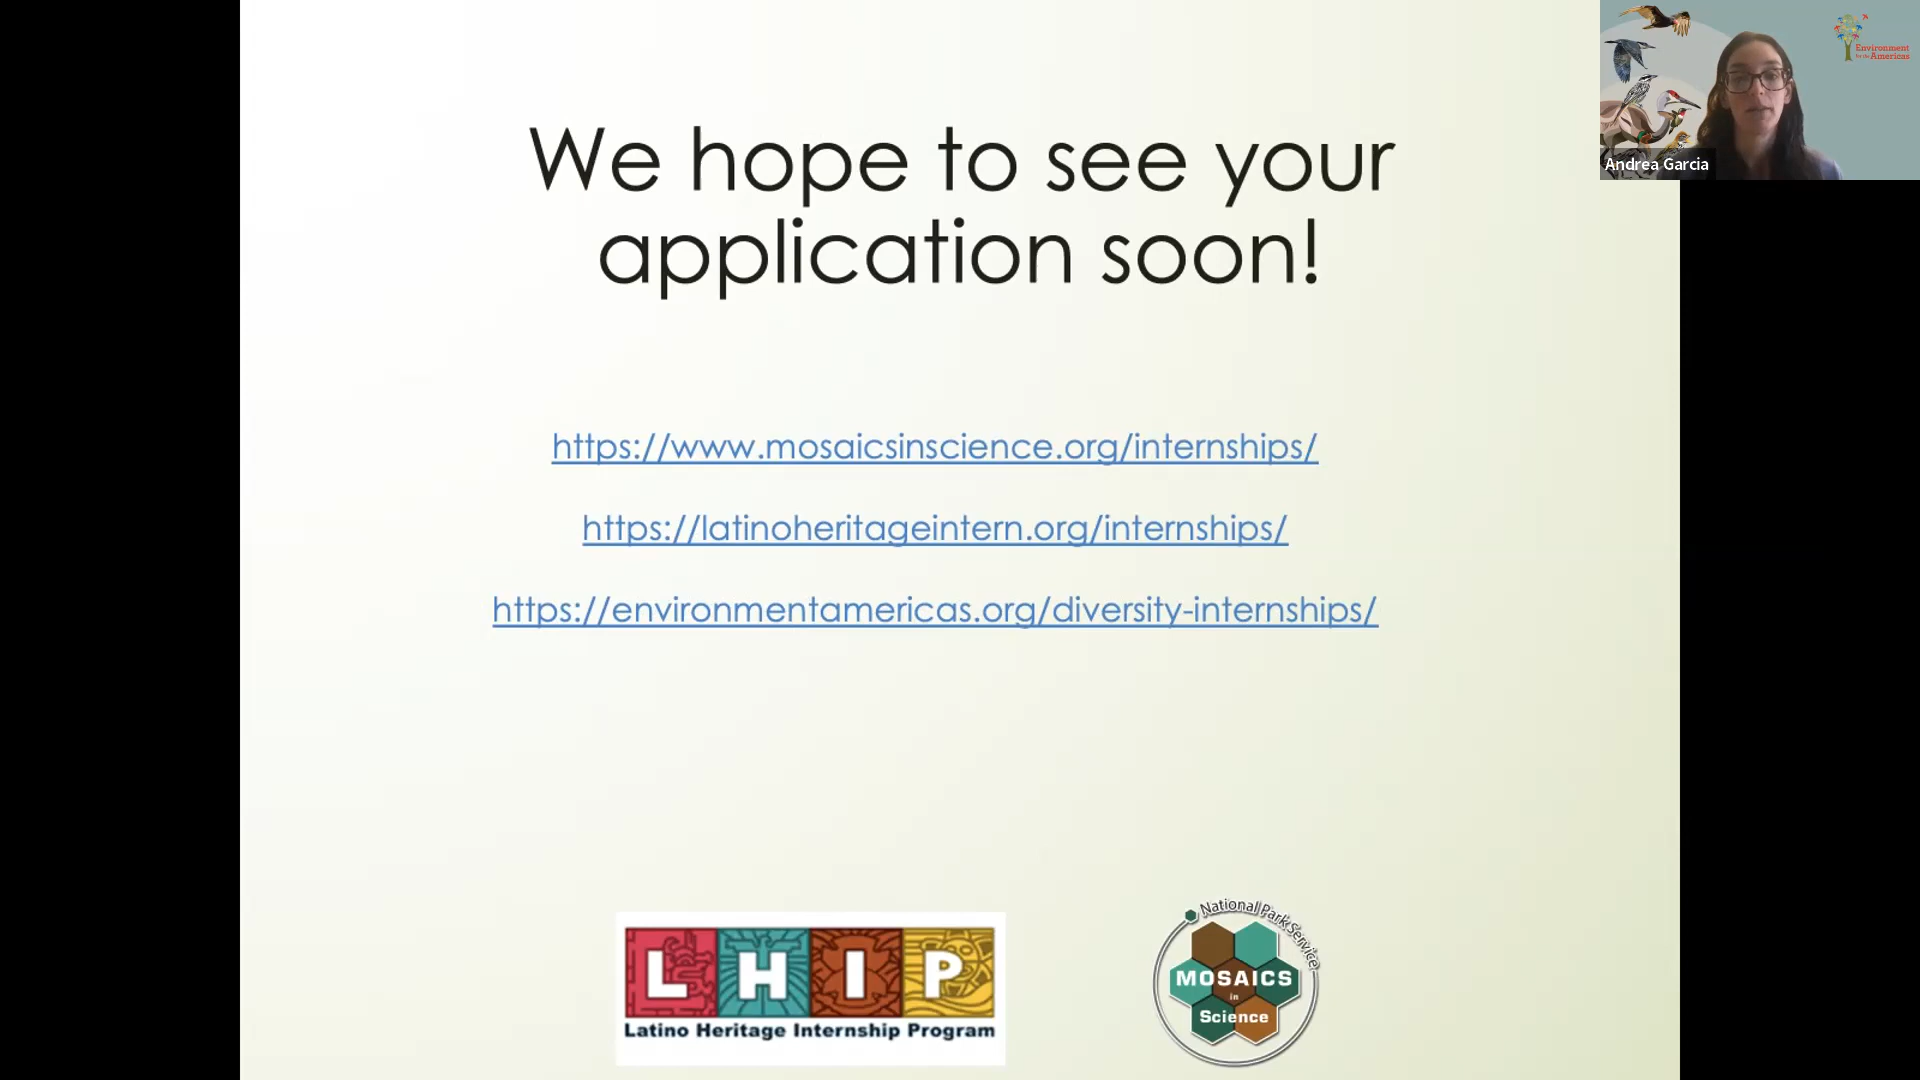 We hope to see your
application soon!
https://www.mosaicsinscience.org/internships/
https://latinoheritageintern.org/internships/
https://environmentamericas.org/diversity-internships/
LHIP
Latino Heritage Internship Program
National Park Service
MOSAICS
in
Science
Environment
for the Americas
Andrea Garcia